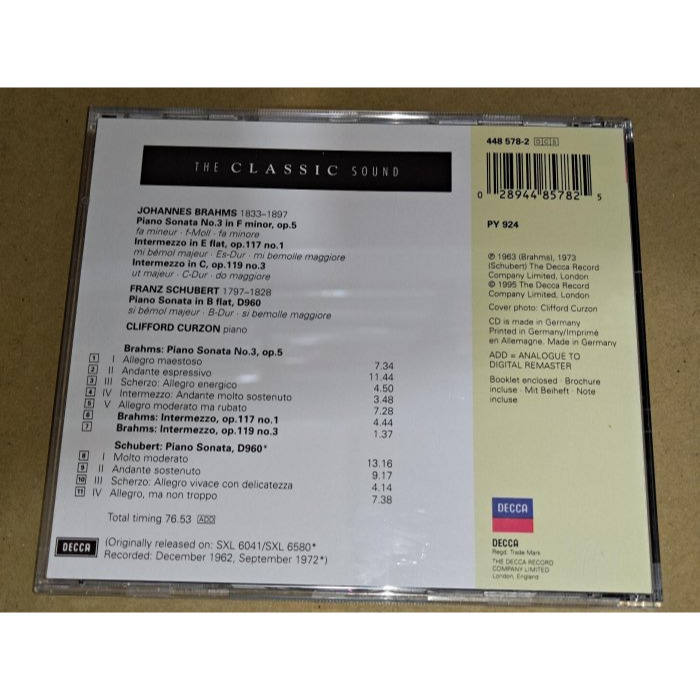 THE CLASSIC SOUND
JOHANNES BRAHMS 1833–1897
Piano Sonata No.3 in F minor, op.5
fa mineur · f-Moll · fa minore
Intermezzo in E flat, op.117 no.1
mi bémol majeur · Es-Dur · mi bemolle maggiore
Intermezzo in C, op.119 no.3
ut majeur · C-Dur · do maggiore
FRANZ SCHUBERT 1797–1828
Piano Sonata in B flat, D960
si bémol majeur · B-Dur · si bemolle maggiore
CLIFFORD CURZON piano
Brahms: Piano Sonata No.3, op.5
1 I Allegro maestoso 7.34
2 II Andante espressivo 11.44
3 III Scherzo: Allegro energico 4.50
4 IV Intermezzo: Andante molto sostenuto 3.48
5 V Allegro moderato ma rubato 7.28
6 Brahms: Intermezzo, op.117 no.1 4.44
7 Brahms: Intermezzo, op.119 no.3 1.37
Schubert: Piano Sonata, D960*
8 I Molto moderato 13.16
9 II Andante sostenuto 9.17
10 III Scherzo: Allegro vivace con delicatezza 4.14
11 IV Allegro, ma non troppo 7.38
Total timing 76.53 ADD
DECCA
(Originally released on: SXL 6041/SXL 6580*
Recorded: December 1962, September 1972*)
448 578-2 DCS
0 28944 85782 5
PY 924
℗ 1963 (Brahms), 1973
(Schubert) The Decca Record
Company Limited, London
© 1995 The Decca Record
Company Limited, London
Cover photo: Clifford Curzon
CD is made in Germany
Printed in Germany/Imprimé
en Allemagne. Made in Germany
ADD = ANALOGUE TO
DIGITAL REMASTER
Booklet enclosed · Brochure
incluse · Mit Beiheft · Note
incluse
DECCA
DECCA
Regd. Trade Mark
THE DECCA RECORD
COMPANY LIMITED
London, England